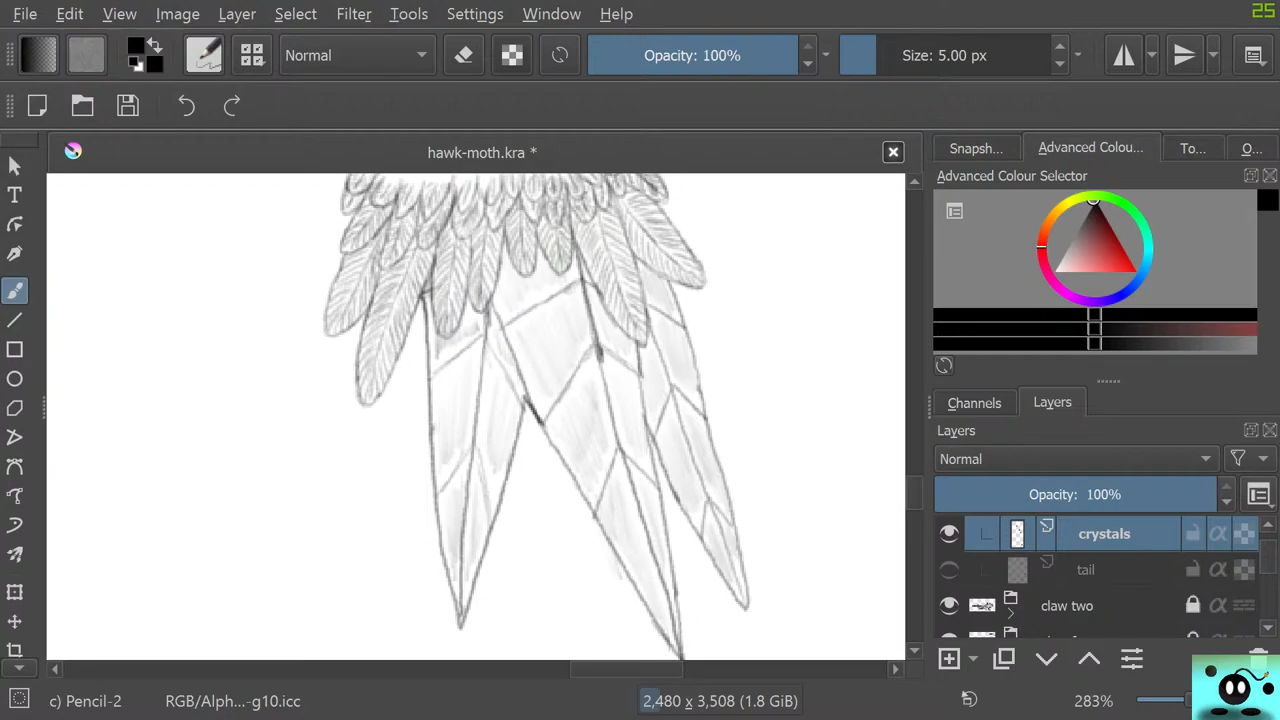 File Edit View Image Layer Select Filter Tools Settings Window Help 25
Normal Opacity: 100% Size: 5.00 px
hawk-moth.kra * Snapsh... Advanced Colou... To... O...
Advanced Colour Selector
Channels Layers
Layers
Normal
Opacity: 100%
crystals
tail
claw two
c) Pencil-2 RGB/Alph...-g10.icc 2,480 x 3,508 (1.8 GiB) 283%